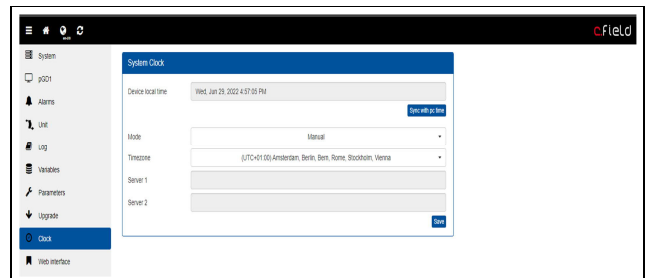 c.field
System
pGD1
Alarms
Unit
Log
Variables
Parameters
Upgrade
Clock
Web interface
System Clock
Device local time
Wed, Jun 29, 2022 4:57:05 PM
Sync with pc time
Mode
Manual
Timezone
(UTC+01:00) Amsterdam, Berlin, Bern, Rome, Stockholm, Vienna
Server 1
Server 2
Save